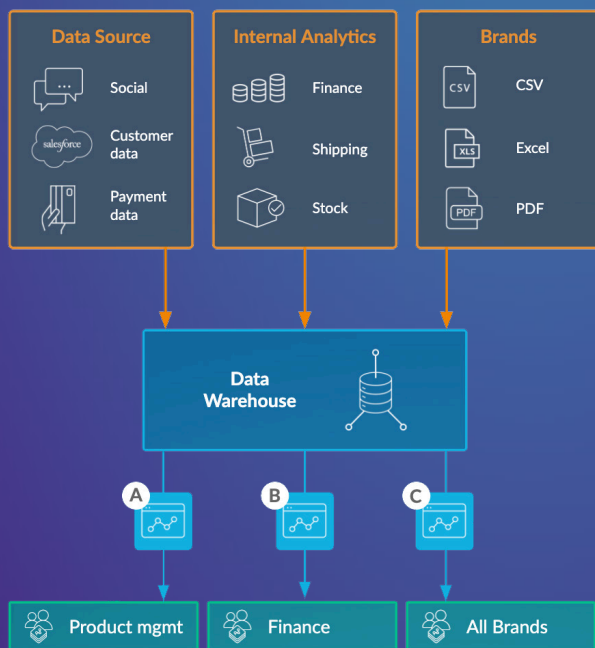 Data Source
Social
salesforce
Customer
data
Payment
data
Internal Analytics
Finance
Shipping
Stock
Brands
CSV
CSV
XLS
Excel
PDF
PDF
Data
Warehouse
A
B
C
Product mgmt
Finance
All Brands